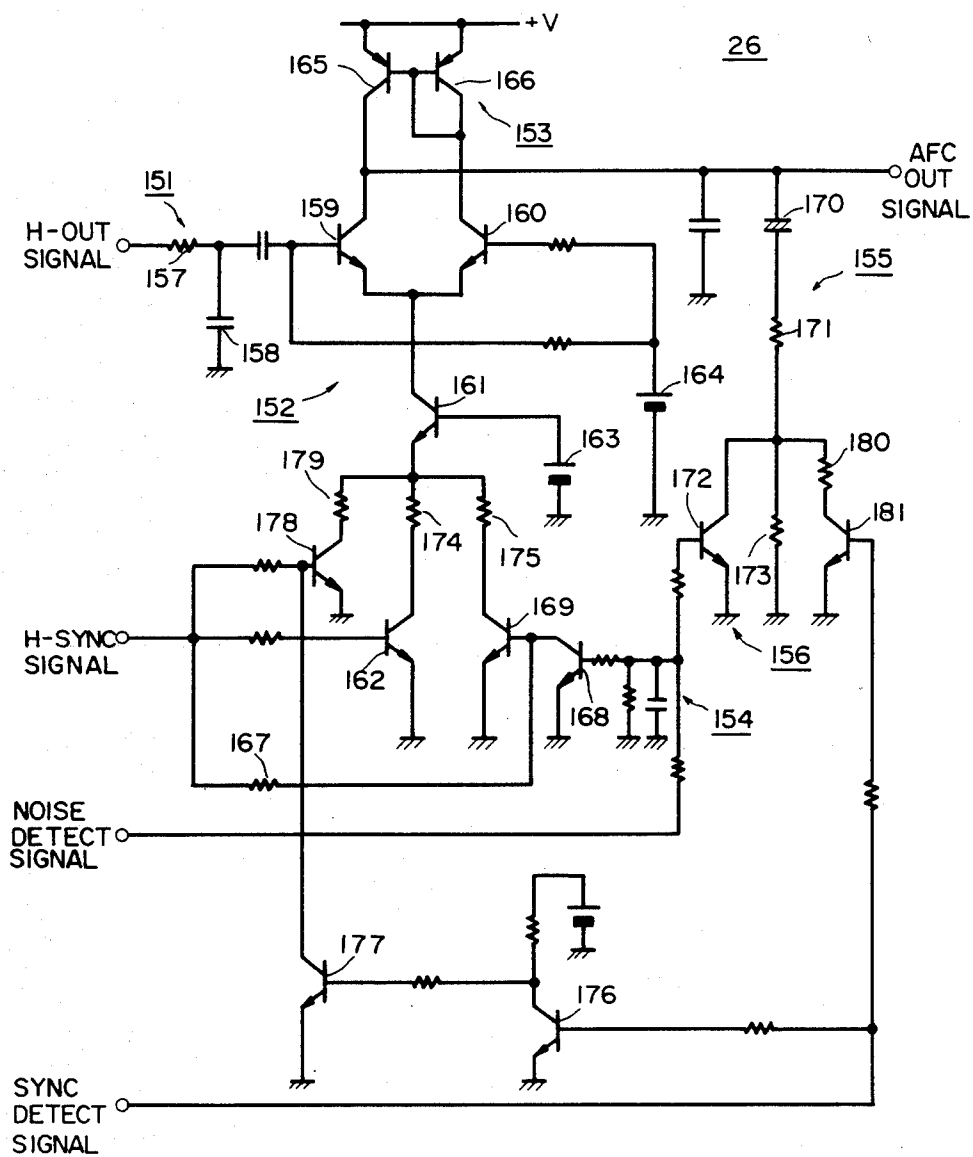 +V
26
165
166
153
AFC
OUT
SIGNAL
151
159
160
170
H-OUT
SIGNAL
157
155
158
171
152
161
164
163
180
179
172
181
178
174
175
173
169
H-SYNC
SIGNAL
162
168
156
154
167
NOISE
DETECT
SIGNAL
177
176
SYNC
DETECT
SIGNAL